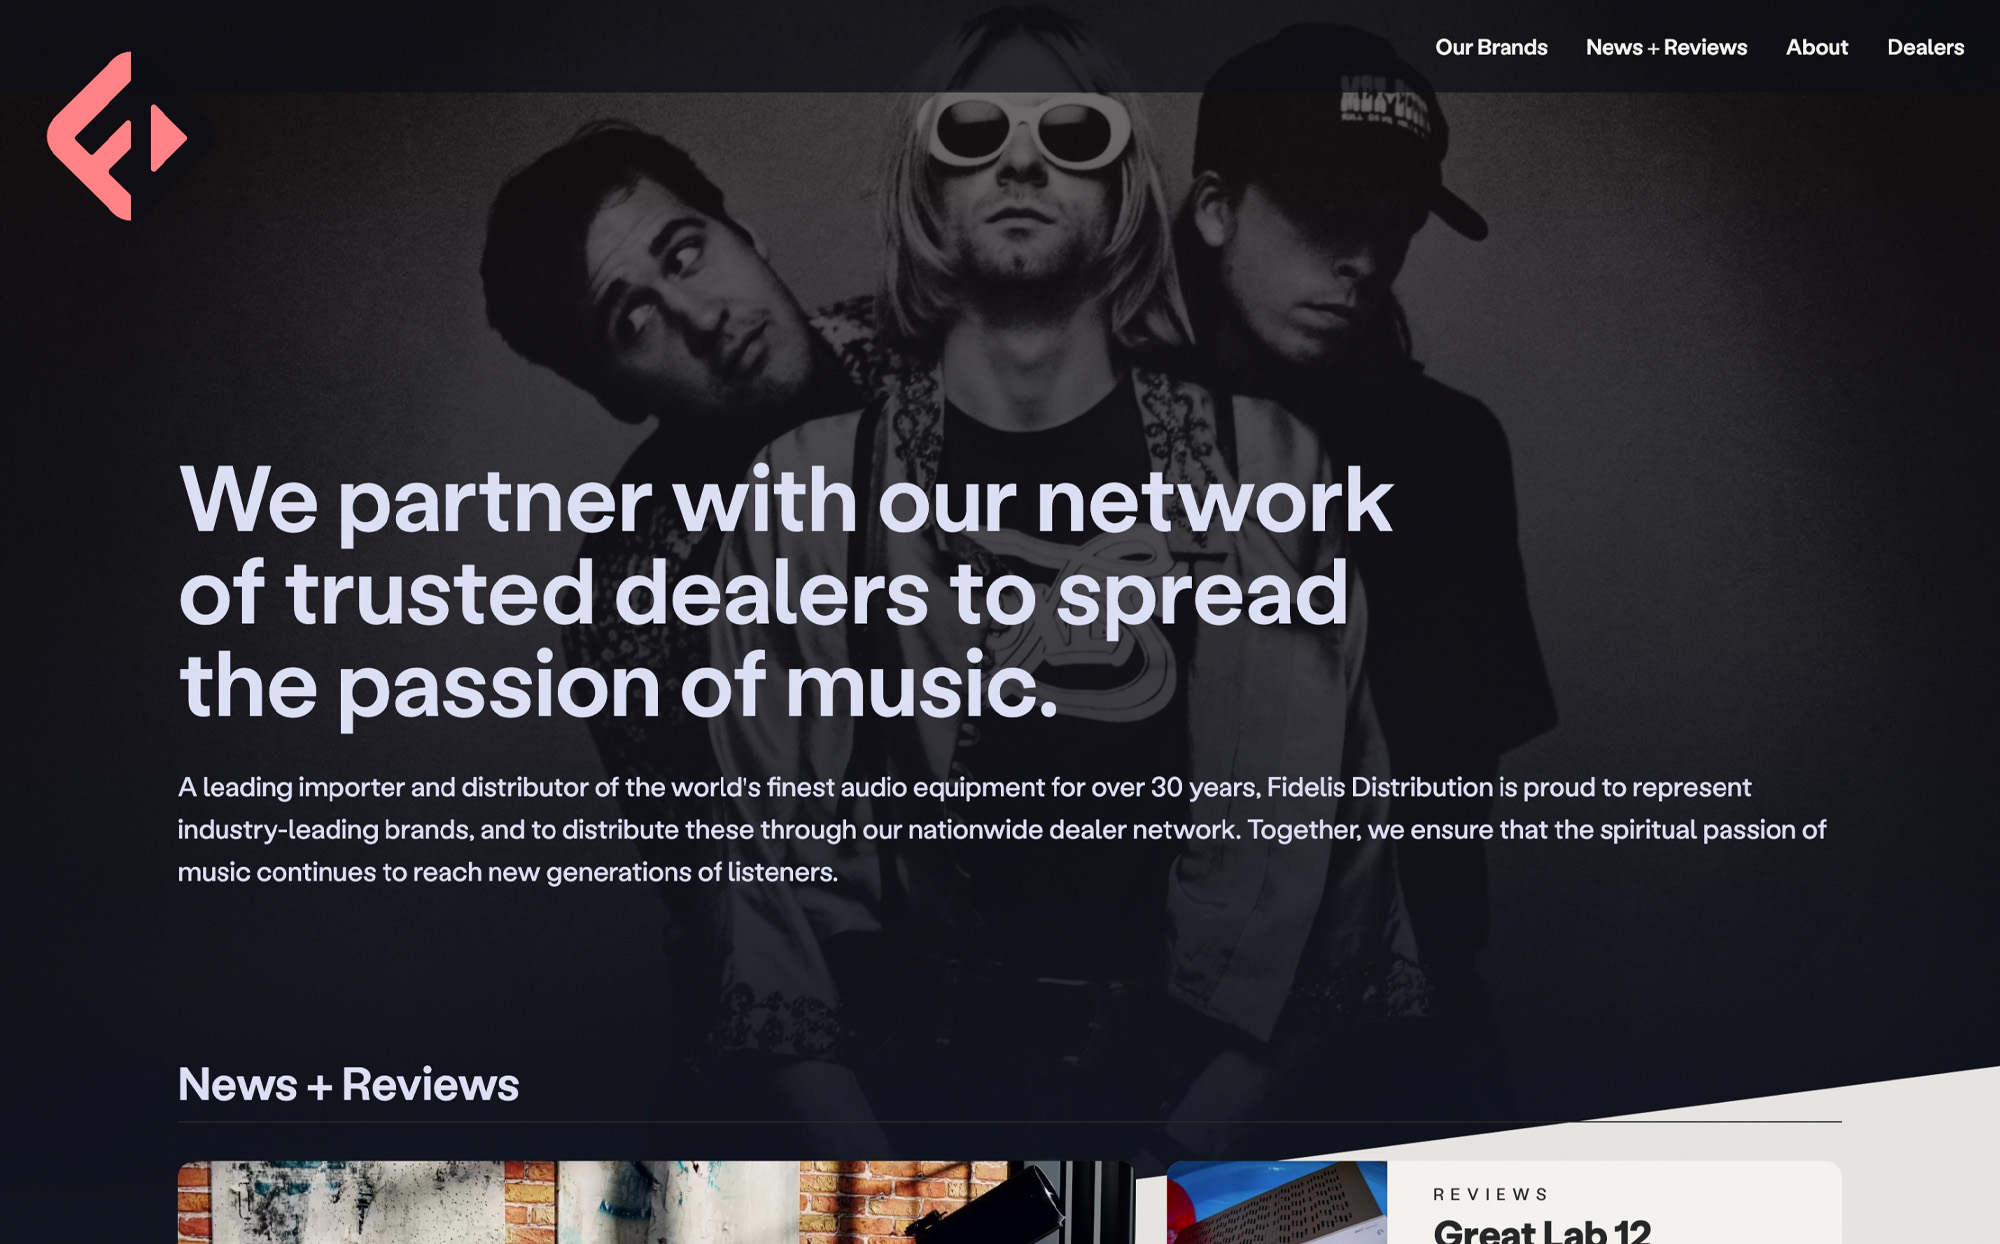 Our Brands
News + Reviews
About
Dealers
We partner with our network
of trusted dealers to spread
the passion of music.
A leading importer and distributor of the world's finest audio equipment for over 30 years, Fidelis Distribution is proud to represent
industry-leading brands, and to distribute these through our nationwide dealer network. Together, we ensure that the spiritual passion of
music continues to reach new generations of listeners.
News + Reviews
REVIEWS
Great Lab 12